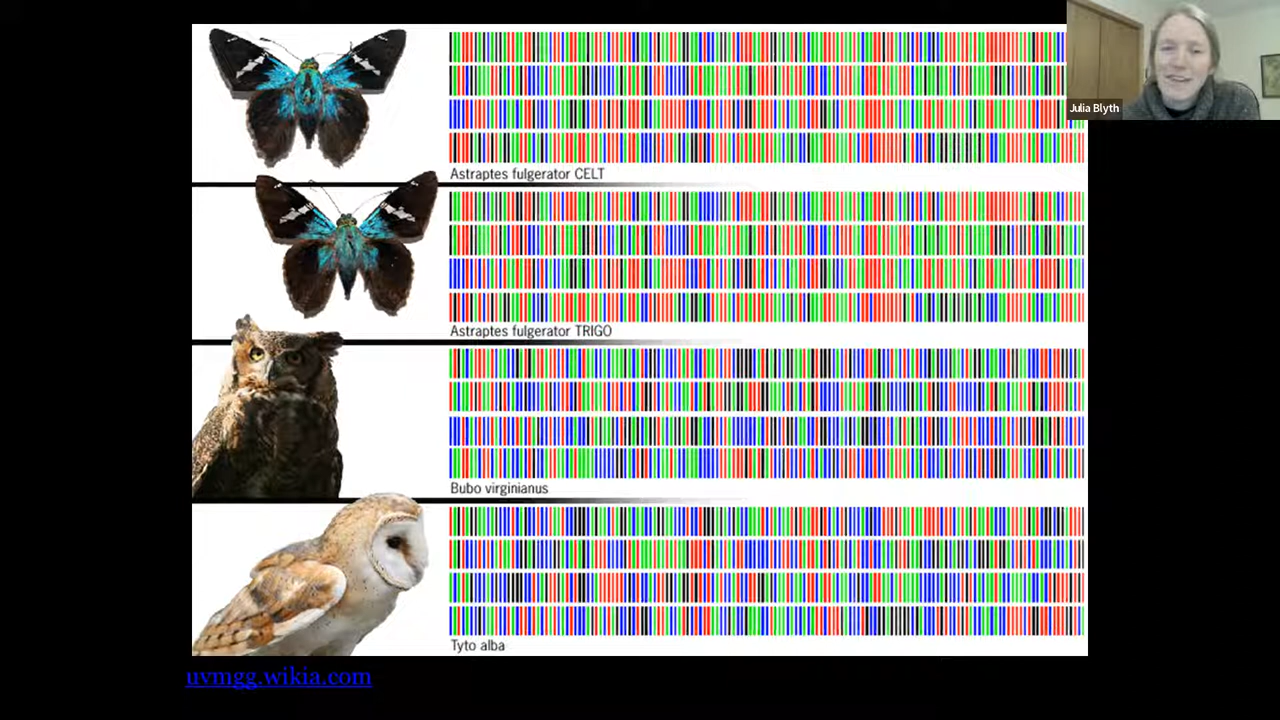 Julia Blyth
Astraptes fulgerator CELT
Astraptes fulgerator TRIGO
Bubo virginianus
Tyto alba
uvmgg.wikia.com